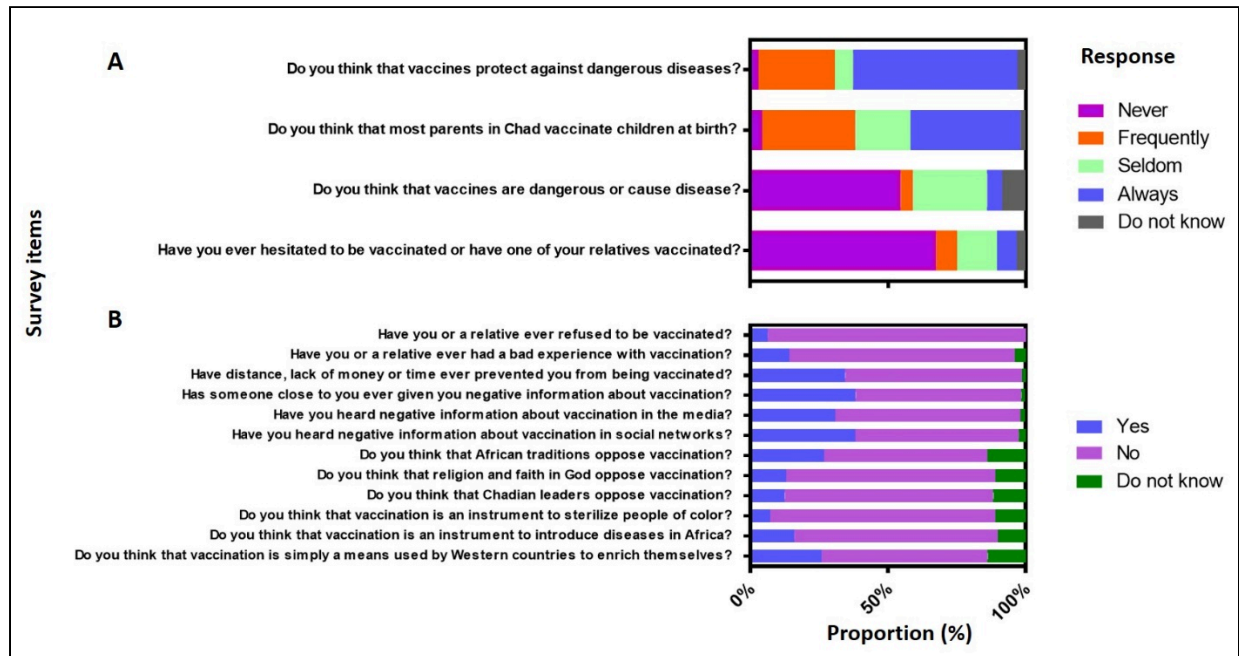 A
Do you think that vaccines protect against dangerous diseases?
Do you think that most parents in Chad vaccinate children at birth?
Do you think that vaccines are dangerous or cause disease?
Have you ever hesitated to be vaccinated or have one of your relatives vaccinated?
Response
Never
Frequently
Seldom
Always
Do not know
Survey items
B
Have you or a relative ever refused to be vaccinated?
Have you or a relative ever had a bad experience with vaccination?
Have distance, lack of money or time ever prevented you from being vaccinated?
Has someone close to you ever given you negative information about vaccination?
Have you heard negative information about vaccination in the media?
Have you heard negative information about vaccination in social networks?
Do you think that African traditions oppose vaccination?
Do you think that religion and faith in God oppose vaccination?
Do you think that Chadian leaders oppose vaccination?
Do you think that vaccination is an instrument to sterilize people of color?
Do you think that vaccination is an instrument to introduce diseases in Africa?
Do you think that vaccination is simply a means used by Western countries to enrich themselves?
Yes
No
Do not know
0%
50%
100%
Proportion (%)